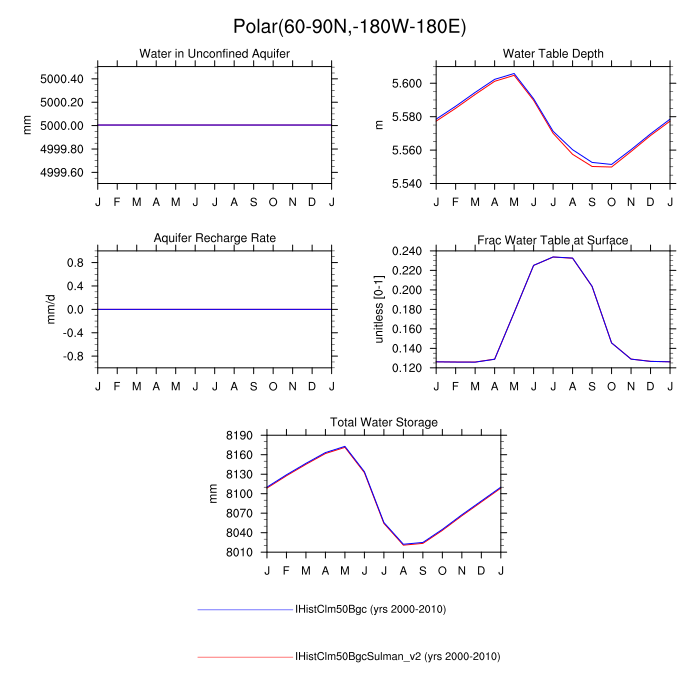 Polar(60-90N,-180W-180E)
Water in Unconfined Aquifer
5000.40
5000.20
5000.00
4999.80
4999.60
mm
J F M A M J J A S O N D J
Water Table Depth
5.600
5.580
5.560
5.540
m
J F M A M J J A S O N D J
Aquifer Recharge Rate
0.8
0.4
0.0
-0.4
-0.8
mm/d
J F M A M J J A S O N D J
Frac Water Table at Surface
0.240
0.220
0.200
0.180
0.160
0.140
0.120
unitless [0-1]
J F M A M J J A S O N D J
Total Water Storage
8190
8160
8130
8100
8070
8040
8010
mm
J F M A M J J A S O N D J
IHistClm50Bgc (yrs 2000-2010)
IHistClm50BgcSulman_v2 (yrs 2000-2010)